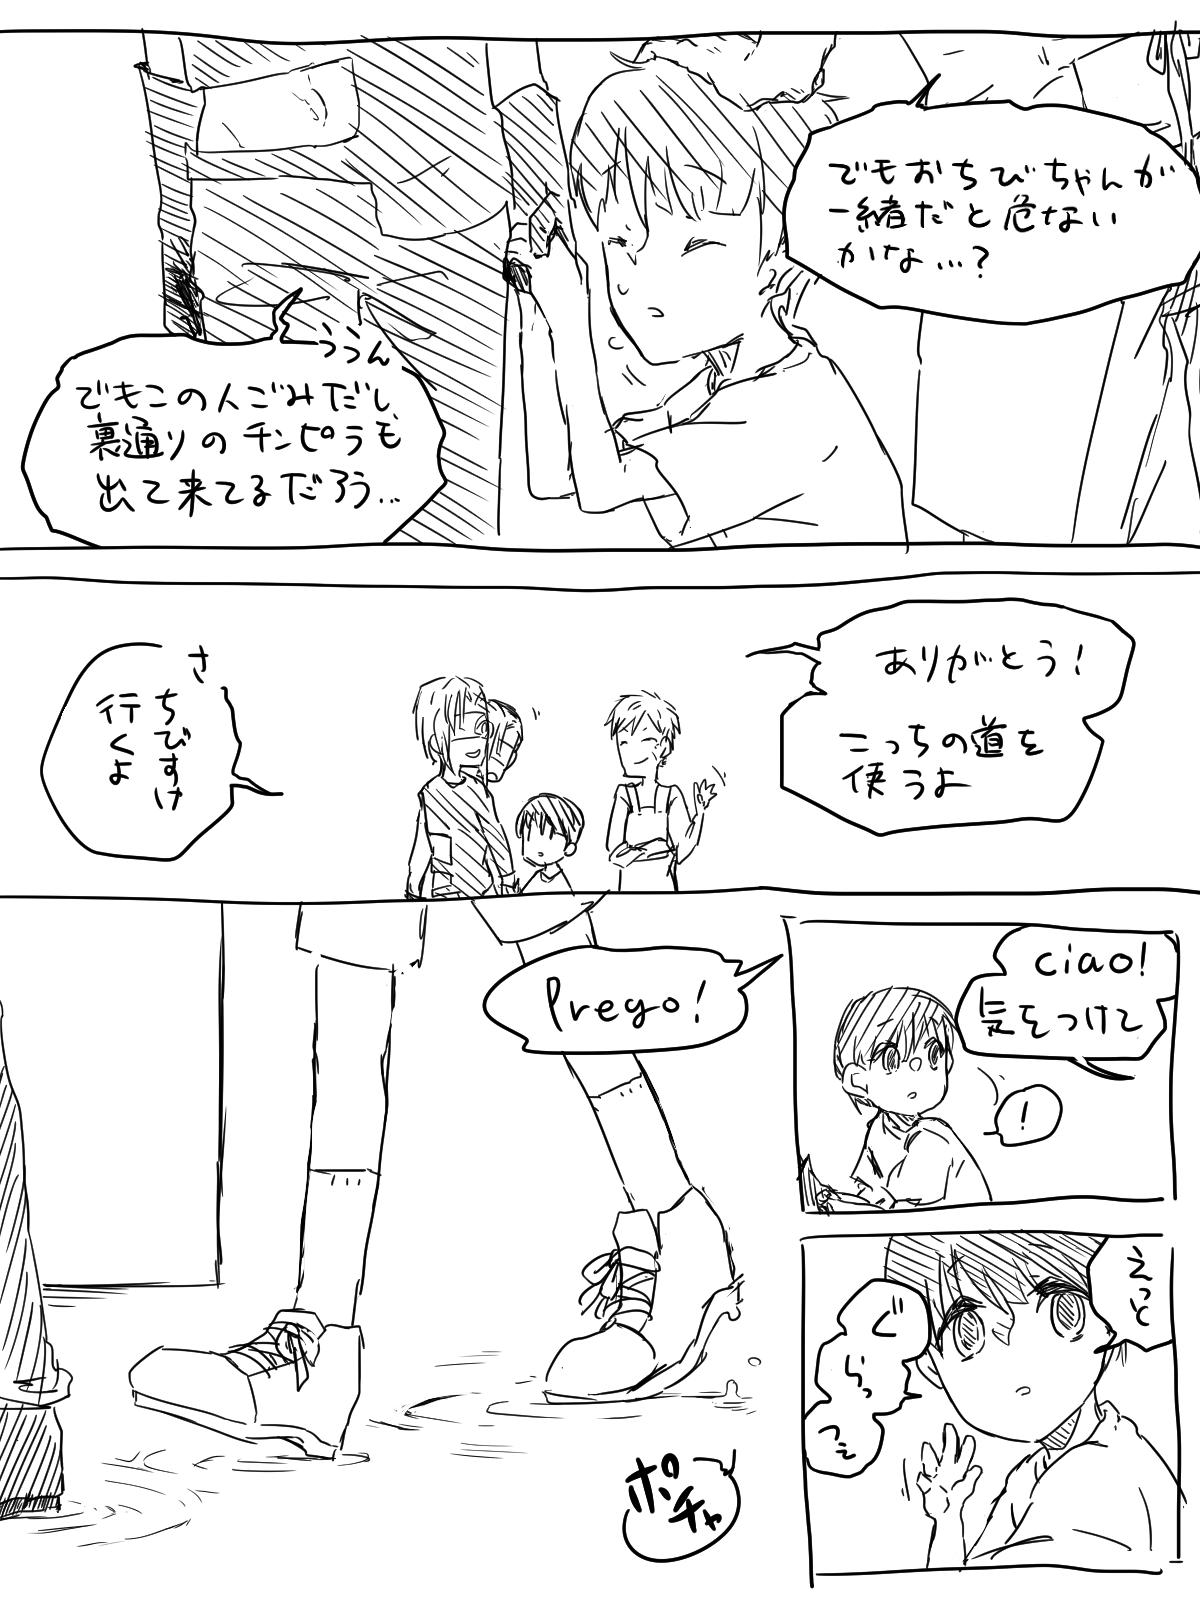 でもおちびちゃんが
一緒だと危ない
かな…?
ううん
でもこの人ごみだし
裏通りのチンピラも
出て来てるだろう…
ありがとう!
こっちの道を
使うよ
さ
ちびすけ
行くよ
ciao!
気をつけて
!
Prego!
えっと
ぐ
らっ
つぇ
ポチャ